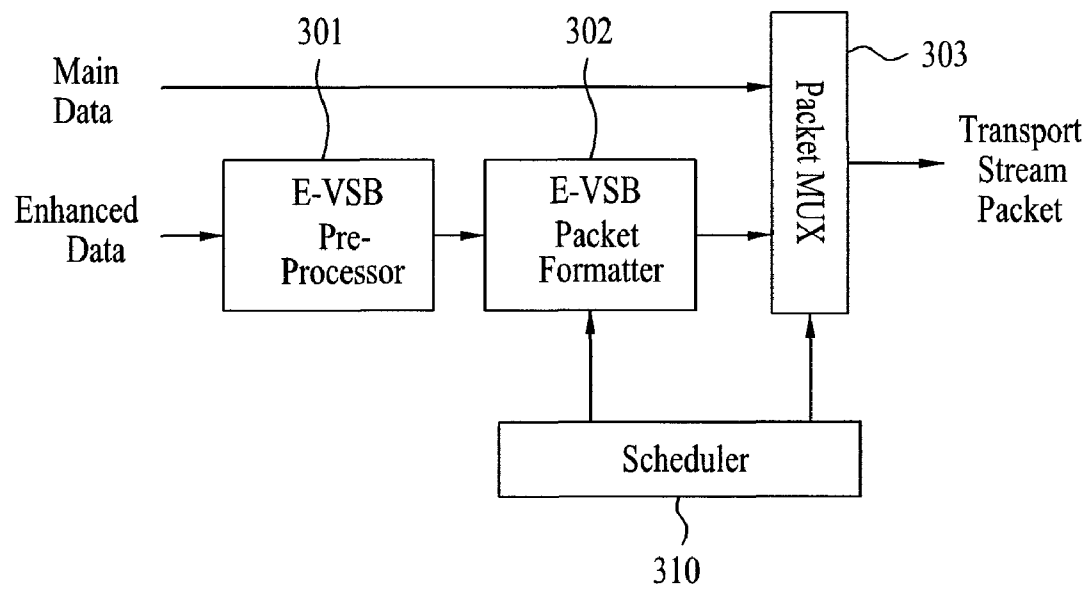 301
302
303
Main
Data
Packet MUX
Transport
Stream
Packet
Enhanced
Data
E-VSB
Pre-
Processor
E-VSB
Packet
Formatter
Scheduler
310